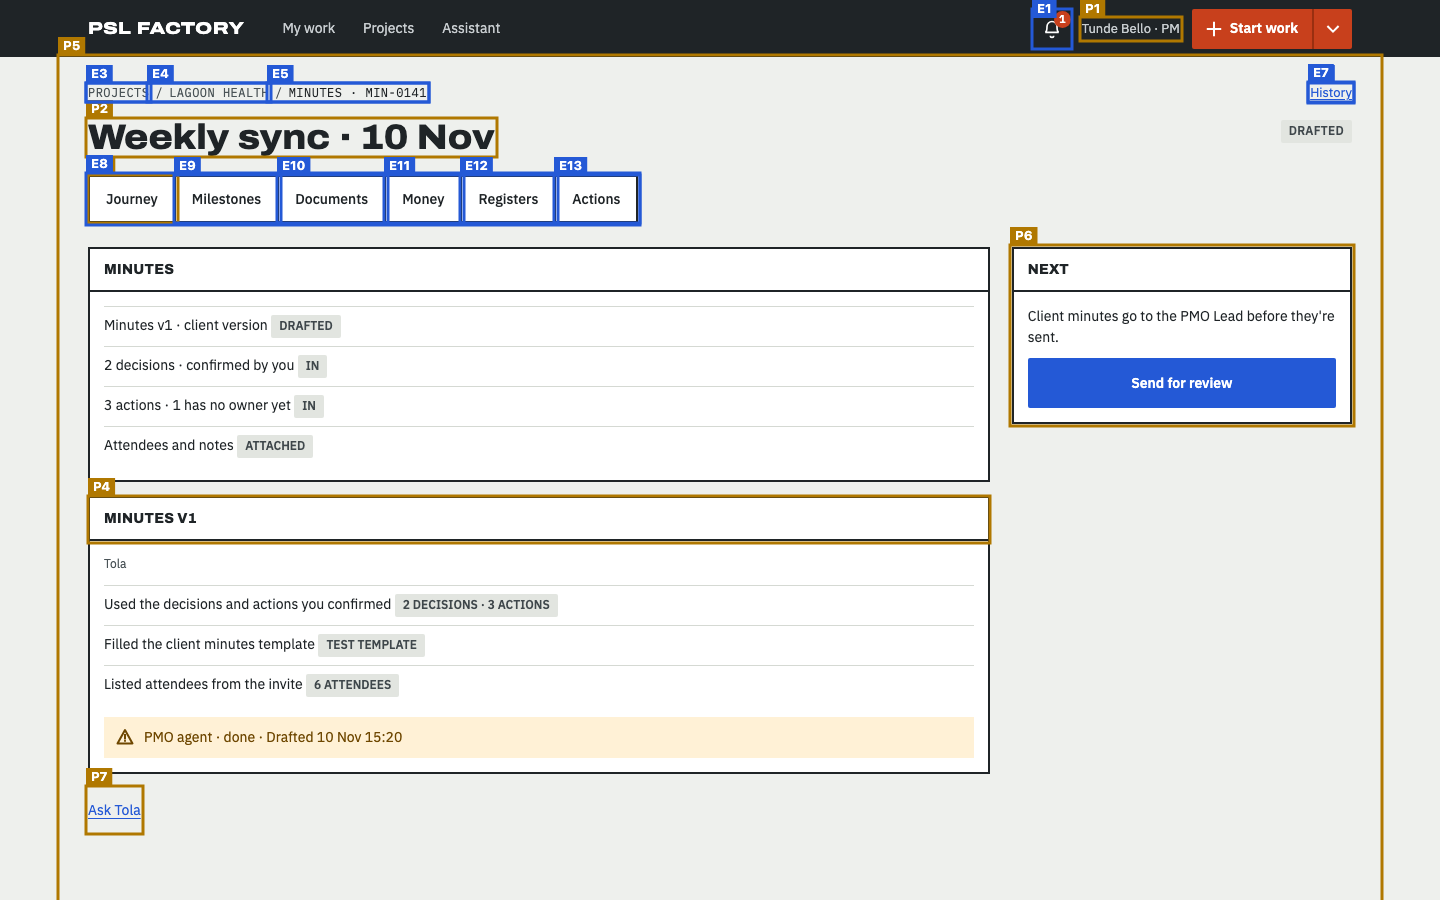 PSL FACTORY
My work
Projects
Assistant
E1
1
P1
Tunde Bello · PM
Start work
P5
E3
E4
E5
E7
PROJECTS / LAGOON HEALTH / MINUTES · MIN-0141
History
P2
Weekly sync · 10 Nov
DRAFTED
E8
E9
E10
E11
E12
E13
Journey
Milestones
Documents
Money
Registers
Actions
P6
MINUTES
NEXT
Minutes v1 · client version DRAFTED
2 decisions · confirmed by you IN
3 actions · 1 has no owner yet IN
Attendees and notes ATTACHED
Client minutes go to the PMO Lead before they're
sent.
Send for review
P4
MINUTES V1
Tola
Used the decisions and actions you confirmed 2 DECISIONS · 3 ACTIONS
Filled the client minutes template TEST TEMPLATE
Listed attendees from the invite 6 ATTENDEES
PMO agent · done · Drafted 10 Nov 15:20
P7
Ask Tola